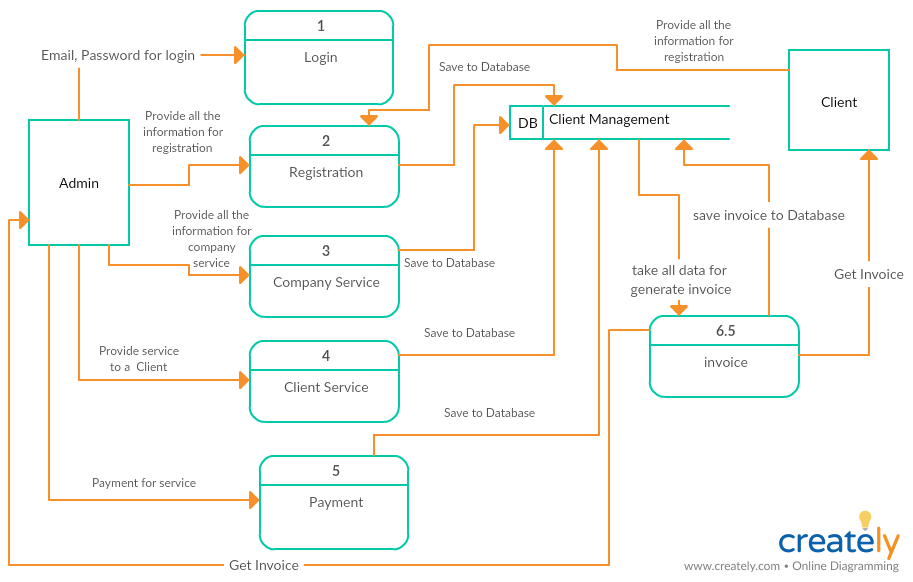 1
Login
Email, Password for login
Provide all the
information for
registration
Save to Database
Client
DB
Client Management
Provide all the
information for
registration
2
Registration
Admin
Provide all the
information for
company
service
3
Company Service
Save to Database
save invoice to Database
take all data for
generate invoice
Get Invoice
6.5
invoice
Save to Database
4
Client Service
Provide service
to a Client
Save to Database
5
Payment
Payment for service
Get Invoice
creately
www.creately.com • Online Diagramming